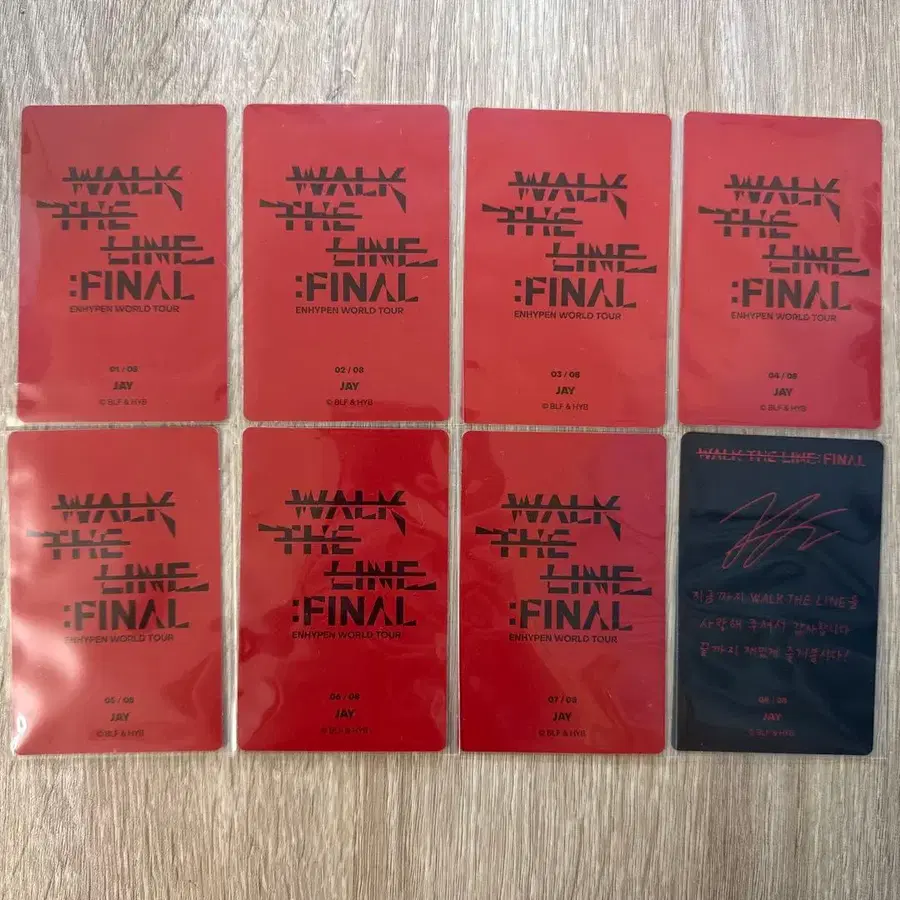 WALK
THE
LINE
:FINAL
ENHYPEN WORLD TOUR
01 / 08
JAY
© BLF & HYB
WALK
THE
LINE
:FINAL
ENHYPEN WORLD TOUR
02 / 08
JAY
© BLF & HYB
WALK
THE
LINE
:FINAL
ENHYPEN WORLD TOUR
03 / 08
JAY
© BLF & HYB
WALK
THE
LINE
:FINAL
ENHYPEN WORLD TOUR
04 / 08
JAY
© BLF & HYB
WALK
THE
LINE
:FINAL
ENHYPEN WORLD TOUR
05 / 08
JAY
© BLF & HYB
WALK
THE
LINE
:FINAL
ENHYPEN WORLD TOUR
06 / 08
JAY
© BLF & HYB
WALK
THE
LINE
:FINAL
ENHYPEN WORLD TOUR
07 / 08
JAY
© BLF & HYB
WALK THE LINE:FINAL
지금까지 WALK THE LINE을
사랑해 주셔서 감사합니다
끝까지 재밌게 즐겨봅시다!
08 / 08
JAY
© BLF & HYB